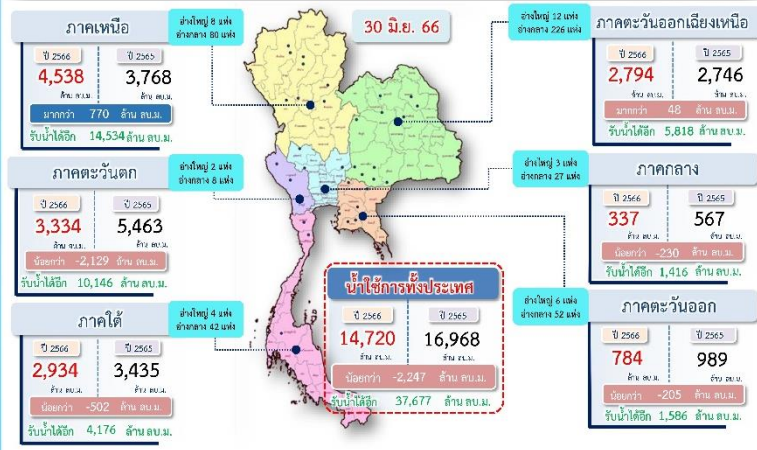 30 มิ.ย. 66
ภาคเหนือ
ปี 2566 ปี 2565
4,538 3,768
ล้าน ลบ.ม. ล้าน ลบ.ม.
มากกว่า 770 ล้าน ลบ.ม.
รับน้ำได้อีก 14,534 ล้าน ลบ.ม.
อ่างใหญ่ 8 แห่ง
อ่างกลาง 80 แห่ง
ภาคตะวันออกเฉียงเหนือ
ปี 2566 ปี 2565
2,794 2,746
ล้าน ลบ.ม. ล้าน ลบ.ม.
มากกว่า 48 ล้าน ลบ.ม.
รับน้ำได้อีก 5,818 ล้าน ลบ.ม.
อ่างใหญ่ 12 แห่ง
อ่างกลาง 226 แห่ง
ภาคตะวันตก
ปี 2566 ปี 2565
3,334 5,463
ล้าน ลบ.ม. ล้าน ลบ.ม.
น้อยกว่า -2,129 ล้าน ลบ.ม.
รับน้ำได้อีก 10,146 ล้าน ลบ.ม.
อ่างใหญ่ 2 แห่ง
อ่างกลาง 8 แห่ง
ภาคกลาง
ปี 2566 ปี 2565
337 567
ล้าน ลบ.ม. ล้าน ลบ.ม.
น้อยกว่า -230 ล้าน ลบ.ม.
รับน้ำได้อีก 1,416 ล้าน ลบ.ม.
อ่างใหญ่ 3 แห่ง
อ่างกลาง 27 แห่ง
ภาคใต้
ปี 2566 ปี 2565
2,934 3,435
ล้าน ลบ.ม. ล้าน ลบ.ม.
น้อยกว่า -502 ล้าน ลบ.ม.
รับน้ำได้อีก 4,176 ล้าน ลบ.ม.
อ่างใหญ่ 4 แห่ง
อ่างกลาง 42 แห่ง
น้ำใช้การทั้งประเทศ
ปี 2566 ปี 2565
14,720 16,968
ล้าน ลบ.ม. ล้าน ลบ.ม.
น้อยกว่า -2,247 ล้าน ลบ.ม.
รับน้ำได้อีก 37,677 ล้าน ลบ.ม.
อ่างใหญ่ 6 แห่ง
อ่างกลาง 52 แห่ง
ภาคตะวันออก
ปี 2566 ปี 2565
784 989
ล้าน ลบ.ม. ล้าน ลบ.ม.
น้อยกว่า -205 ล้าน ลบ.ม.
รับน้ำได้อีก 1,586 ล้าน ลบ.ม.